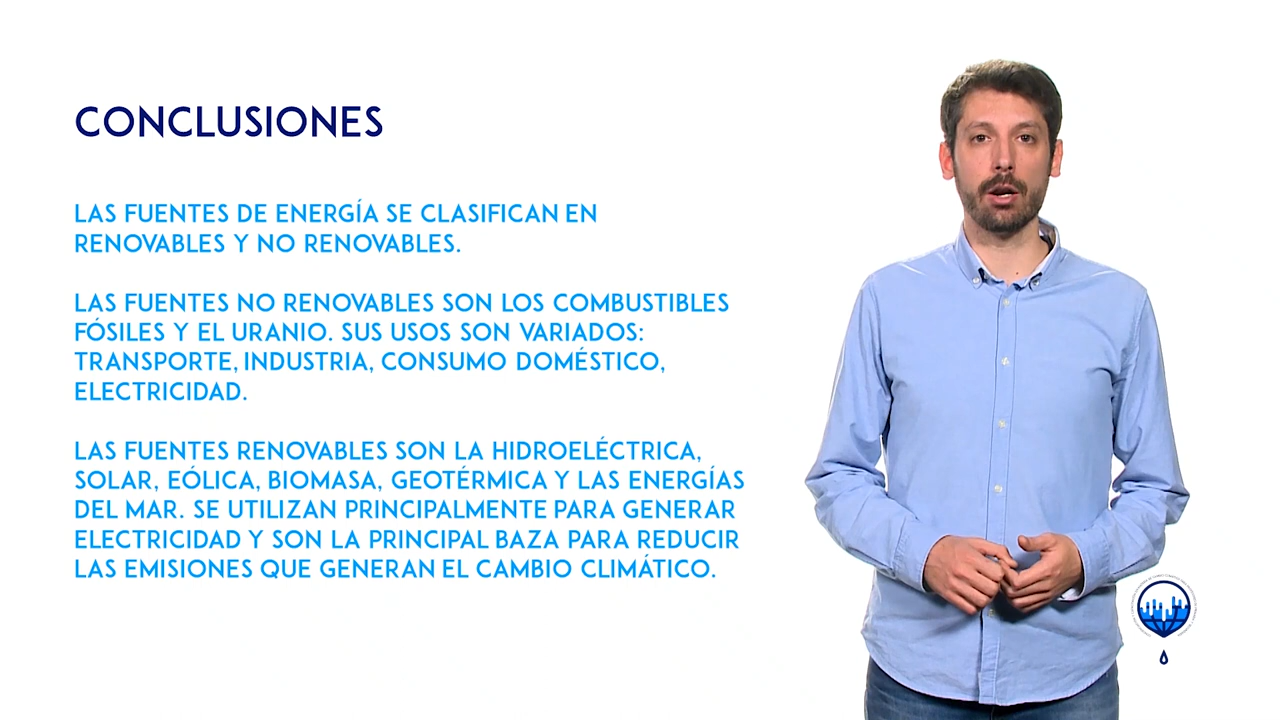 CONCLUSIONES
LAS FUENTES DE ENERGÍA SE CLASIFICAN EN
RENOVABLES Y NO RENOVABLES.
LAS FUENTES NO RENOVABLES SON LOS COMBUSTIBLES
FÓSILES Y EL URANIO. SUS USOS SON VARIADOS:
TRANSPORTE, INDUSTRIA, CONSUMO DOMÉSTICO,
ELECTRICIDAD.
LAS FUENTES RENOVABLES SON LA HIDROELÉCTRICA,
SOLAR, EÓLICA, BIOMASA, GEOTÉRMICA Y LAS ENERGÍAS
DEL MAR. SE UTILIZAN PRINCIPALMENTE PARA GENERAR
ELECTRICIDAD Y SON LA PRINCIPAL BAZA PARA REDUCIR
LAS EMISIONES QUE GENERAN EL CAMBIO CLIMÁTICO.